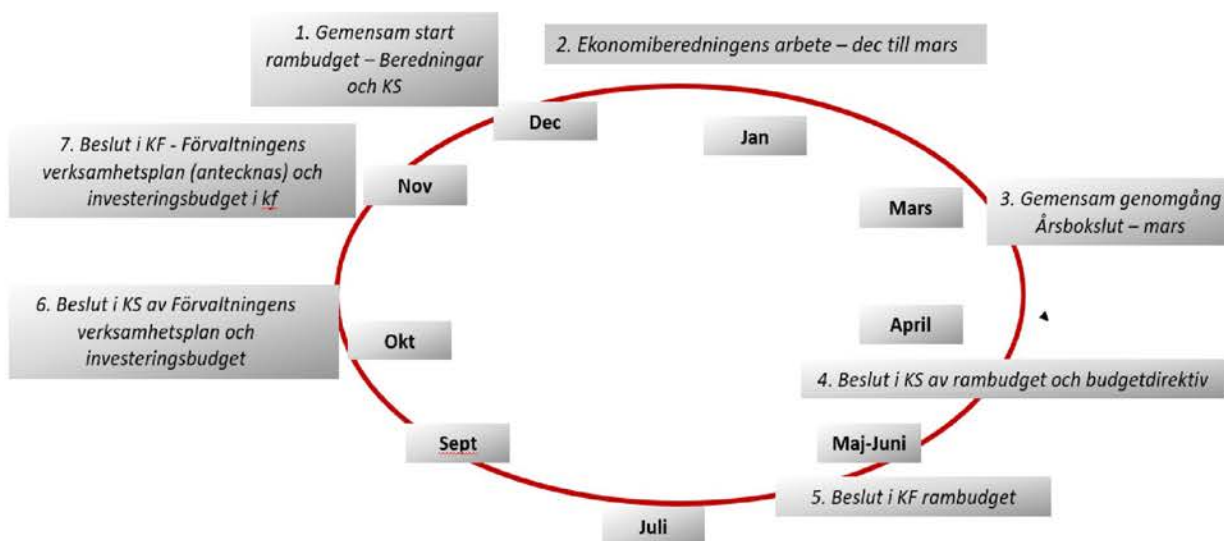 1. Gemensam start
rambudget – Beredningar
och KS
2. Ekonomiberedningens arbete – dec till mars
Dec
Jan
7. Beslut i KF - Förvaltningens
verksamhetsplan (antecknas) och
investeringsbudget i kf
Nov
Mars
3. Gemensam genomgång
Årsbokslut – mars
6. Beslut i KS av Förvaltningens
verksamhetsplan och
investeringsbudget
Okt
April
4. Beslut i KS av rambudget och budgetdirektiv
Sept
Maj-Juni
5. Beslut i KF rambudget
Juli